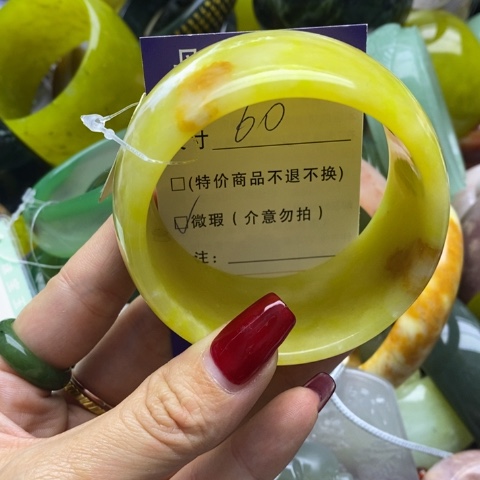 寸 60
□(特价商品不退不换)
☑微瑕(介意勿拍)
注: